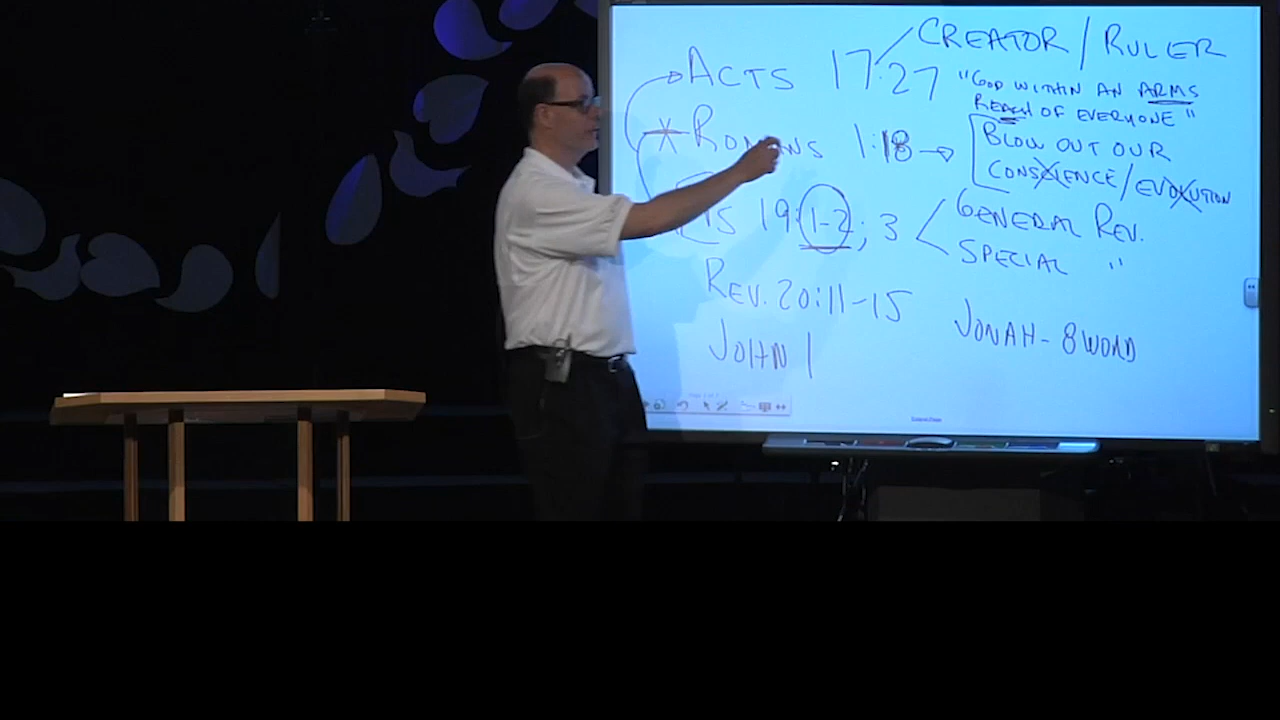 CREATOR / RULER
ACTS 17:27
"GOD WITHIN AN ARMS
REACH OF EVERYONE"
* ROMANS 1:18 →
BLOW OUT OUR
CONSCIENCE / EVOLUTION
19:1-2; 3
GENERAL REV.
SPECIAL "
REV. 20:11-15
JONAH - 8 WORD
JOHN 1